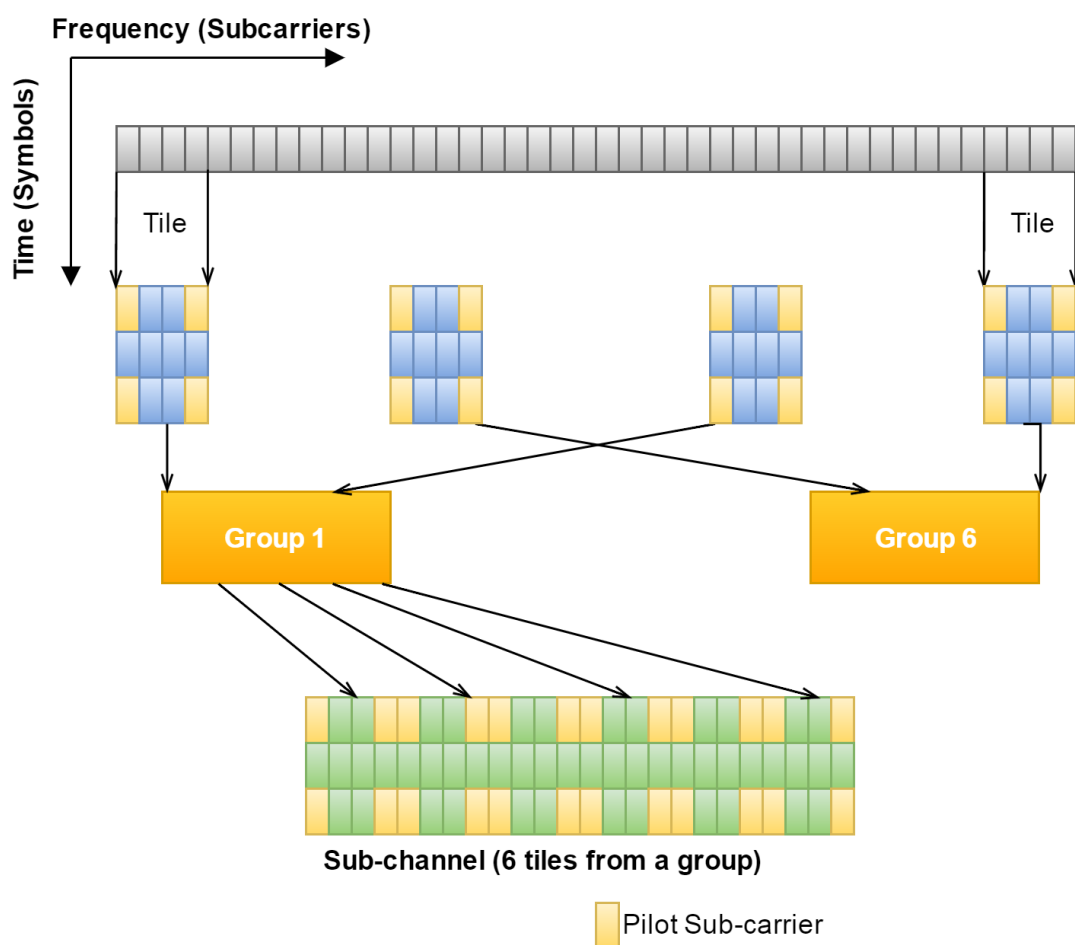 Frequency (Subcarriers)
Time (Symbols)
Tile
Tile
Group 1
Group 6
Sub-channel (6 tiles from a group)
Pilot Sub-carrier